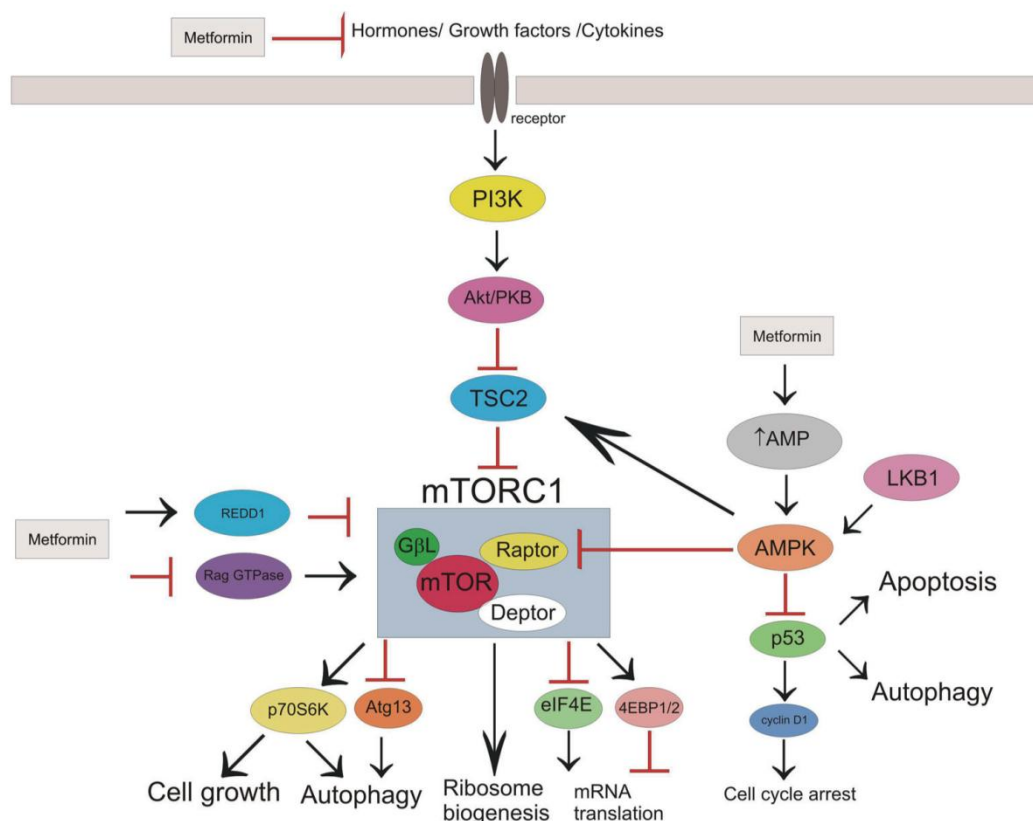 Metformin
Hormones/ Growth factors /Cytokines
receptor
PI3K
Akt/PKB
TSC2
Metformin
↑AMP
LKB1
AMPK
mTORC1
Metformin
REDD1
Rag GTPase
GβL
Raptor
mTOR
Deptor
p53
Apoptosis
Autophagy
cyclin D1
Cell cycle arrest
p70S6K
Atg13
eIF4E
4EBP1/2
Cell growth
Autophagy
Ribosome
biogenesis
mRNA
translation